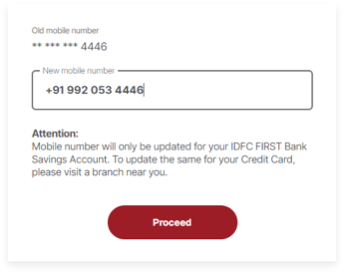 Old mobile number
** *** *** 4446
New mobile number
+91 992 053 4446
Attention:
Mobile number will only be updated for your IDFC FIRST Bank
Savings Account. To update the same for your Credit Card,
please visit a branch near you.
Proceed